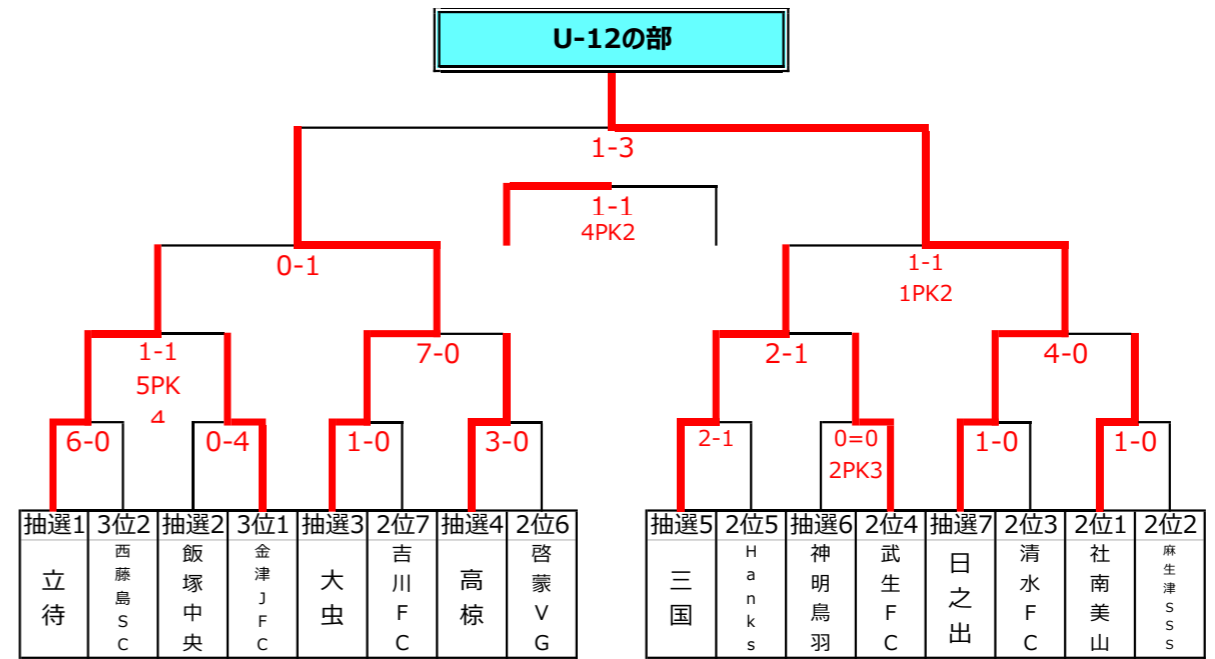 U-12の部
1-3
1-1
4PK2
0-1
1-1
1PK2
1-1
5PK
4
7-0
2-1
4-0
6-0
0-4
1-0
3-0
2-1
0=0
2PK3
1-0
1-0
抽選1 3位2 抽選2 3位1 抽選3 2位7 抽選4 2位6 抽選5 2位5 抽選6 2位4 抽選7 2位3 2位1 2位2
立待
西藤島SC
飯塚中央
金津JFC
大虫
吉川FC
高椋
啓蒙VG
三国
Hanks
神明鳥羽
武生FC
日之出
清水FC
社南美山
麻生津SSS